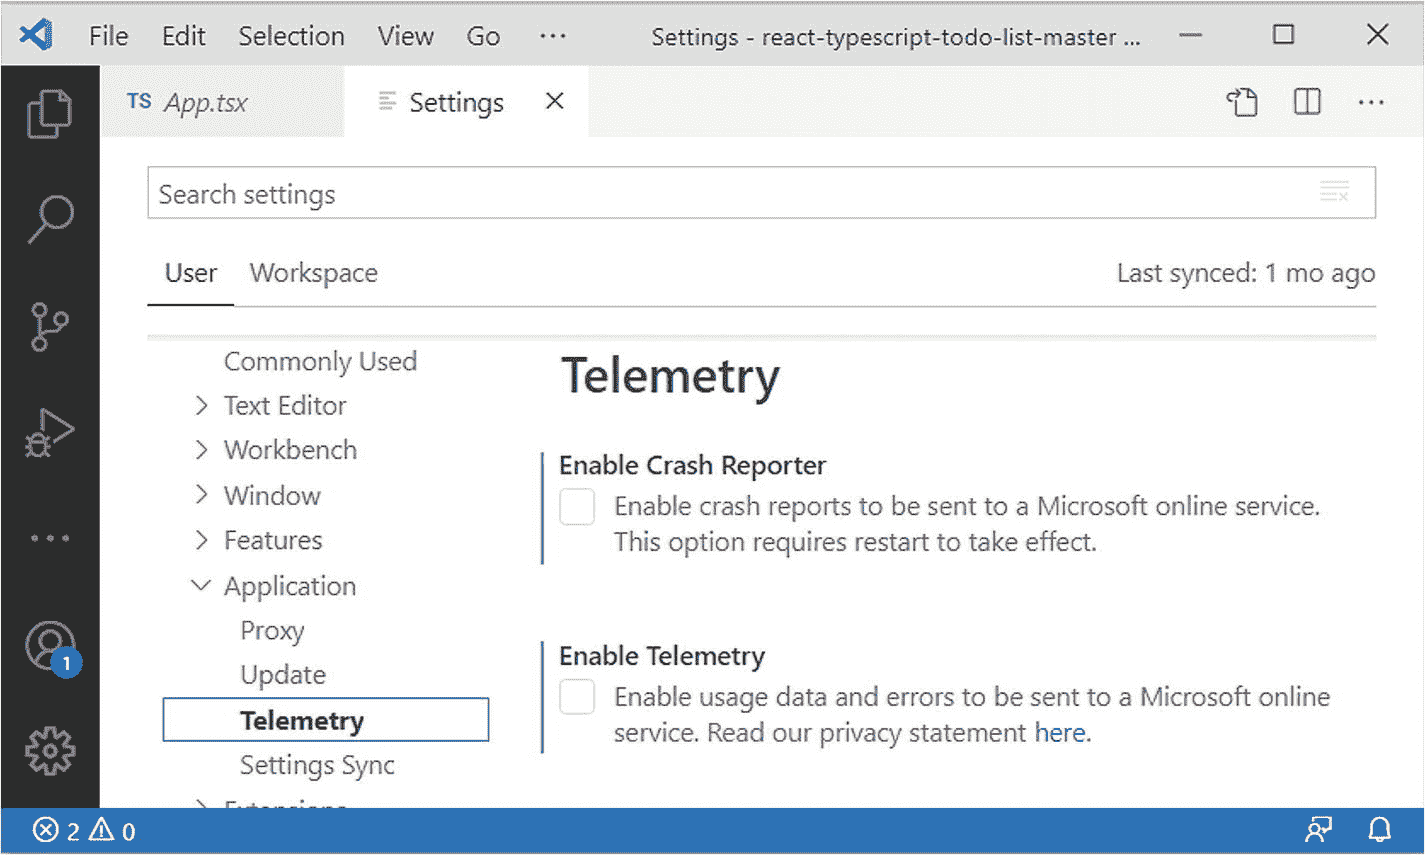 File Edit Selection View Go ··· Settings - react-typescript-todo-list-master ...
TS App.tsx Settings
Search settings
User Workspace Last synced: 1 mo ago
Commonly Used
Text Editor
Workbench
Window
Features
Application
Proxy
Update
Telemetry
Settings Sync
Extensions
Telemetry
Enable Crash Reporter
Enable crash reports to be sent to a Microsoft online service.
This option requires restart to take effect.
Enable Telemetry
Enable usage data and errors to be sent to a Microsoft online
service. Read our privacy statement here.
1
2 0